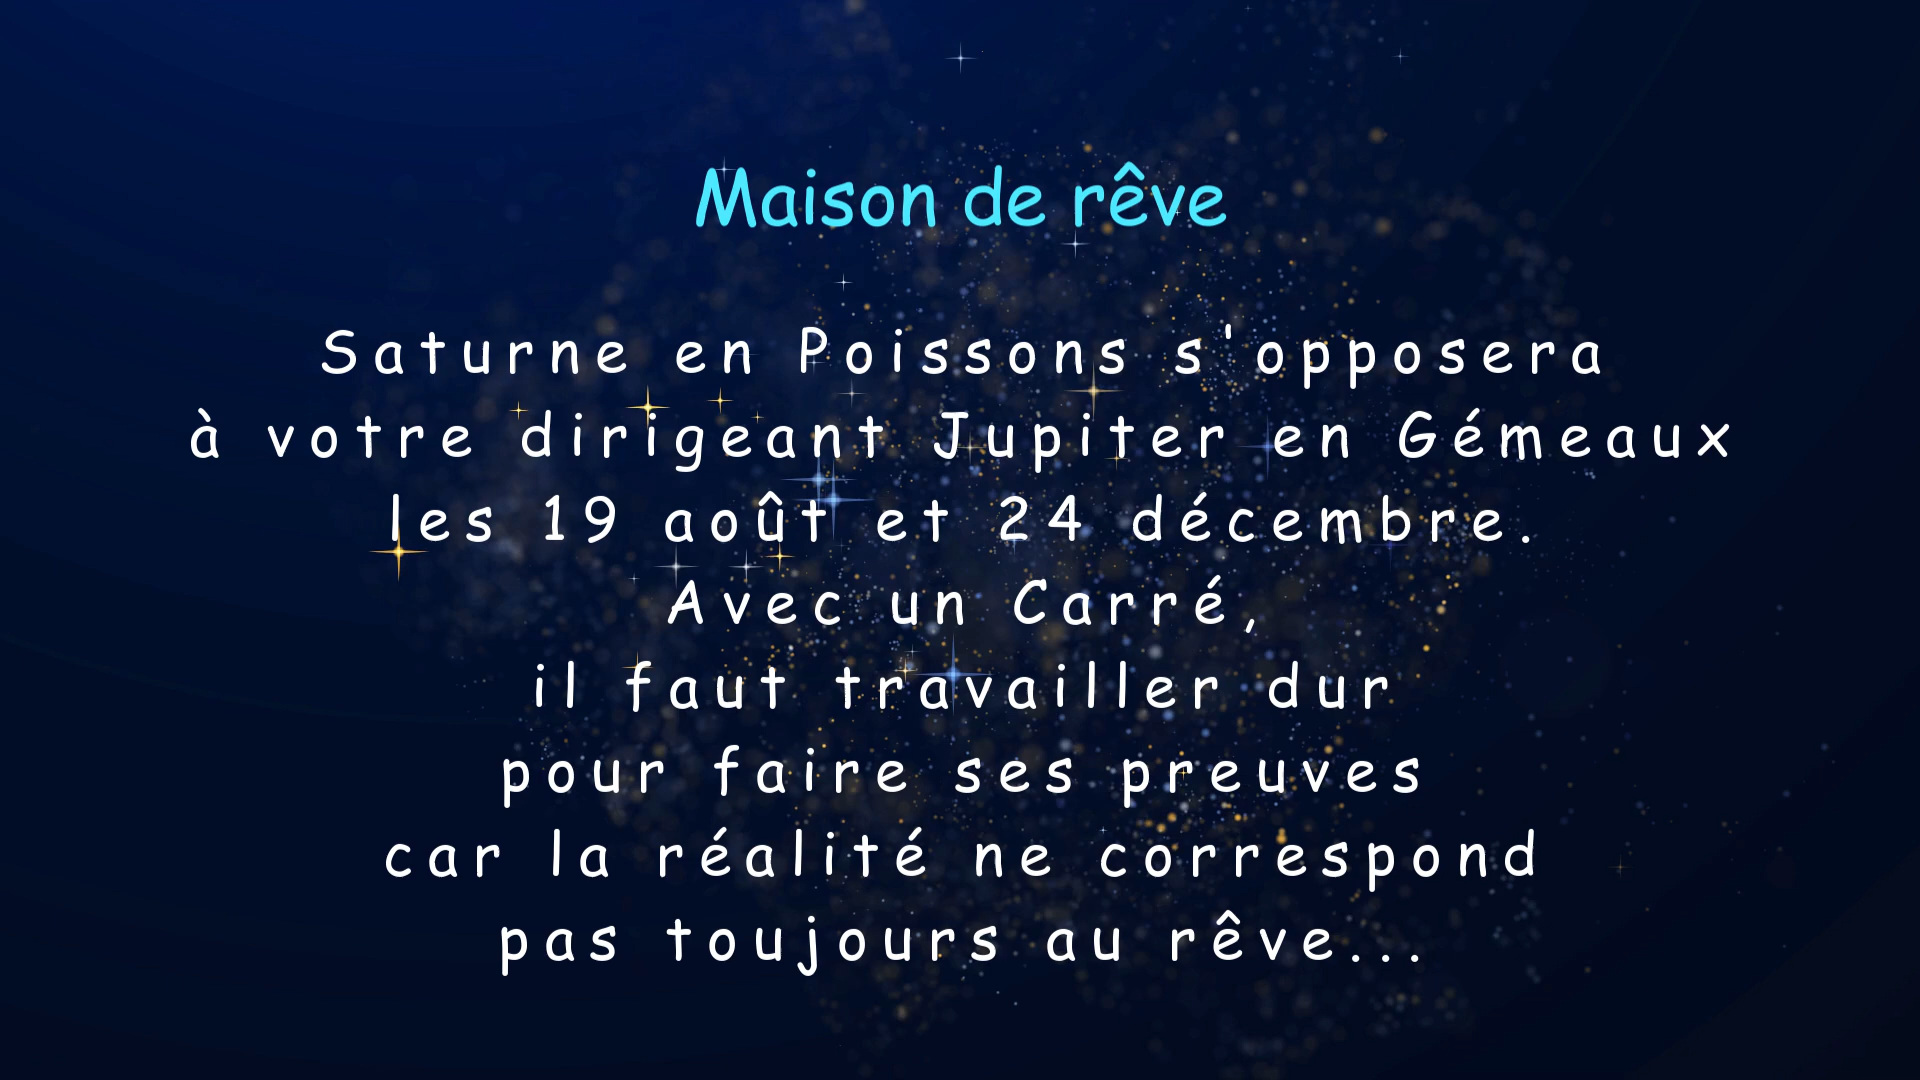 Maison de rêve
Saturne en Poissons s'opposera
à votre dirigeant Jupiter en Gémeaux
les 19 août et 24 décembre.
Avec un Carré,
il faut travailler dur
pour faire ses preuves
car la réalité ne correspond
pas toujours au rêve...